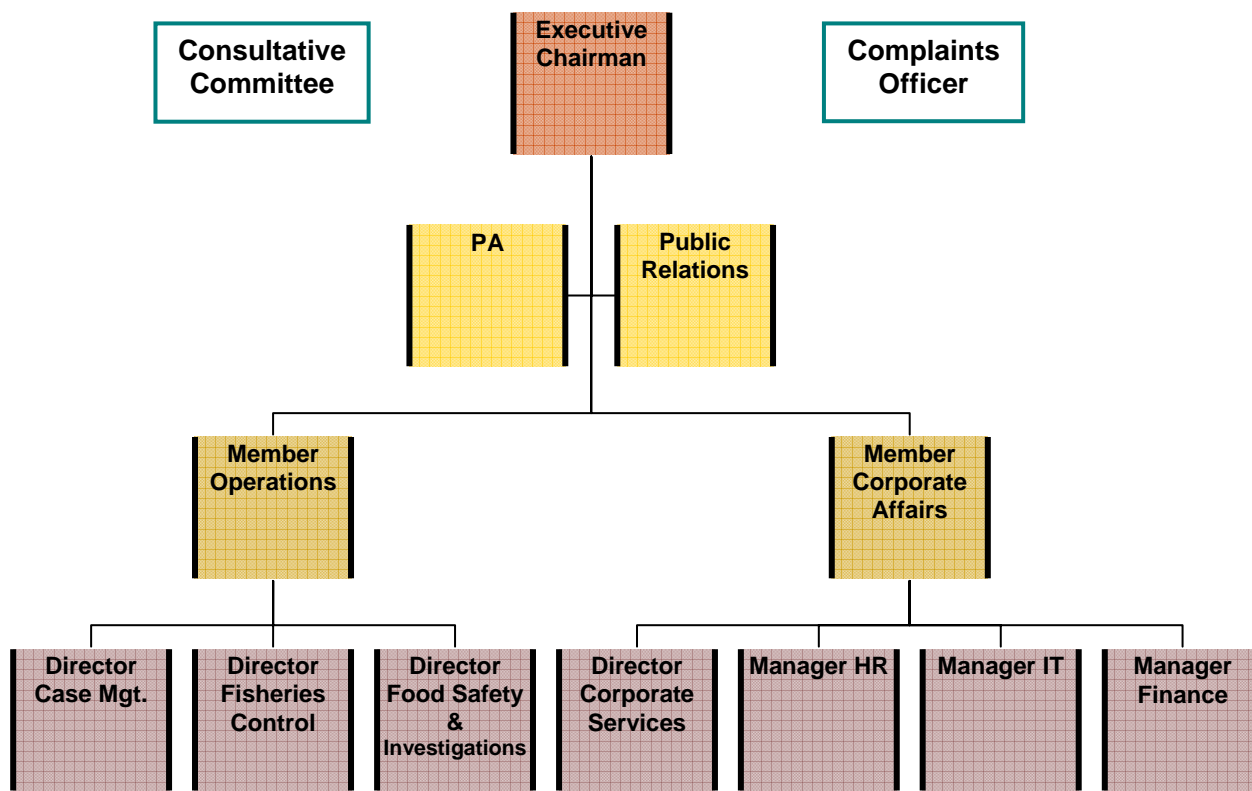 Consultative
Committee
Executive
Chairman
Complaints
Officer
PA
Public
Relations
Member
Operations
Member
Corporate
Affairs
Director
Case Mgt.
Director
Fisheries
Control
Director
Food Safety
&
Investigations
Director
Corporate
Services
Manager HR
Manager IT
Manager
Finance